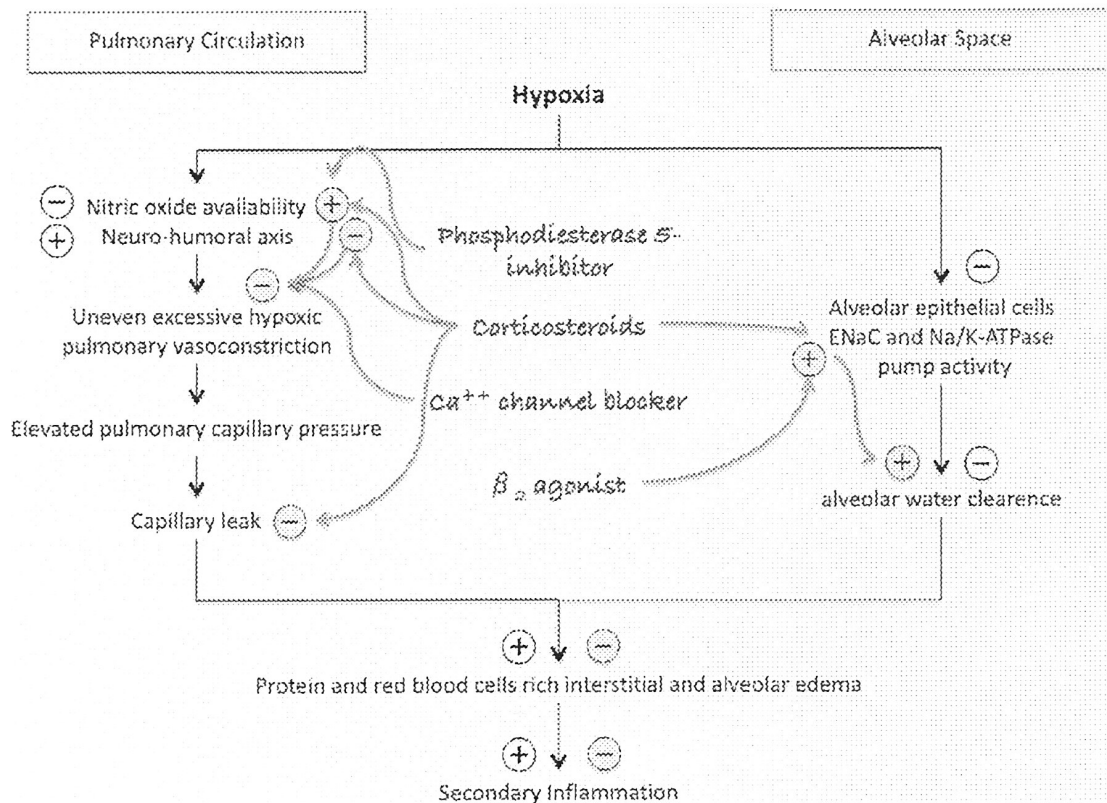 Pulmonary Circulation
Alveolar Space
Hypoxia
− Nitric oxide availability +
+ Neuro-humoral axis −
Phosphodiesterase 5-
inhibitor
−
Uneven excessive hypoxic
pulmonary vasoconstriction
Corticosteroids
−
Alveolar epithelial cells
ENaC and Na/K-ATPase
pump activity
+
Ca++ channel blocker
Elevated pulmonary capillary pressure
β2 agonist
+ −
alveolar water clearence
Capillary leak −
+ −
Protein and red blood cells rich interstitial and alveolar edema
+ −
Secondary Inflammation